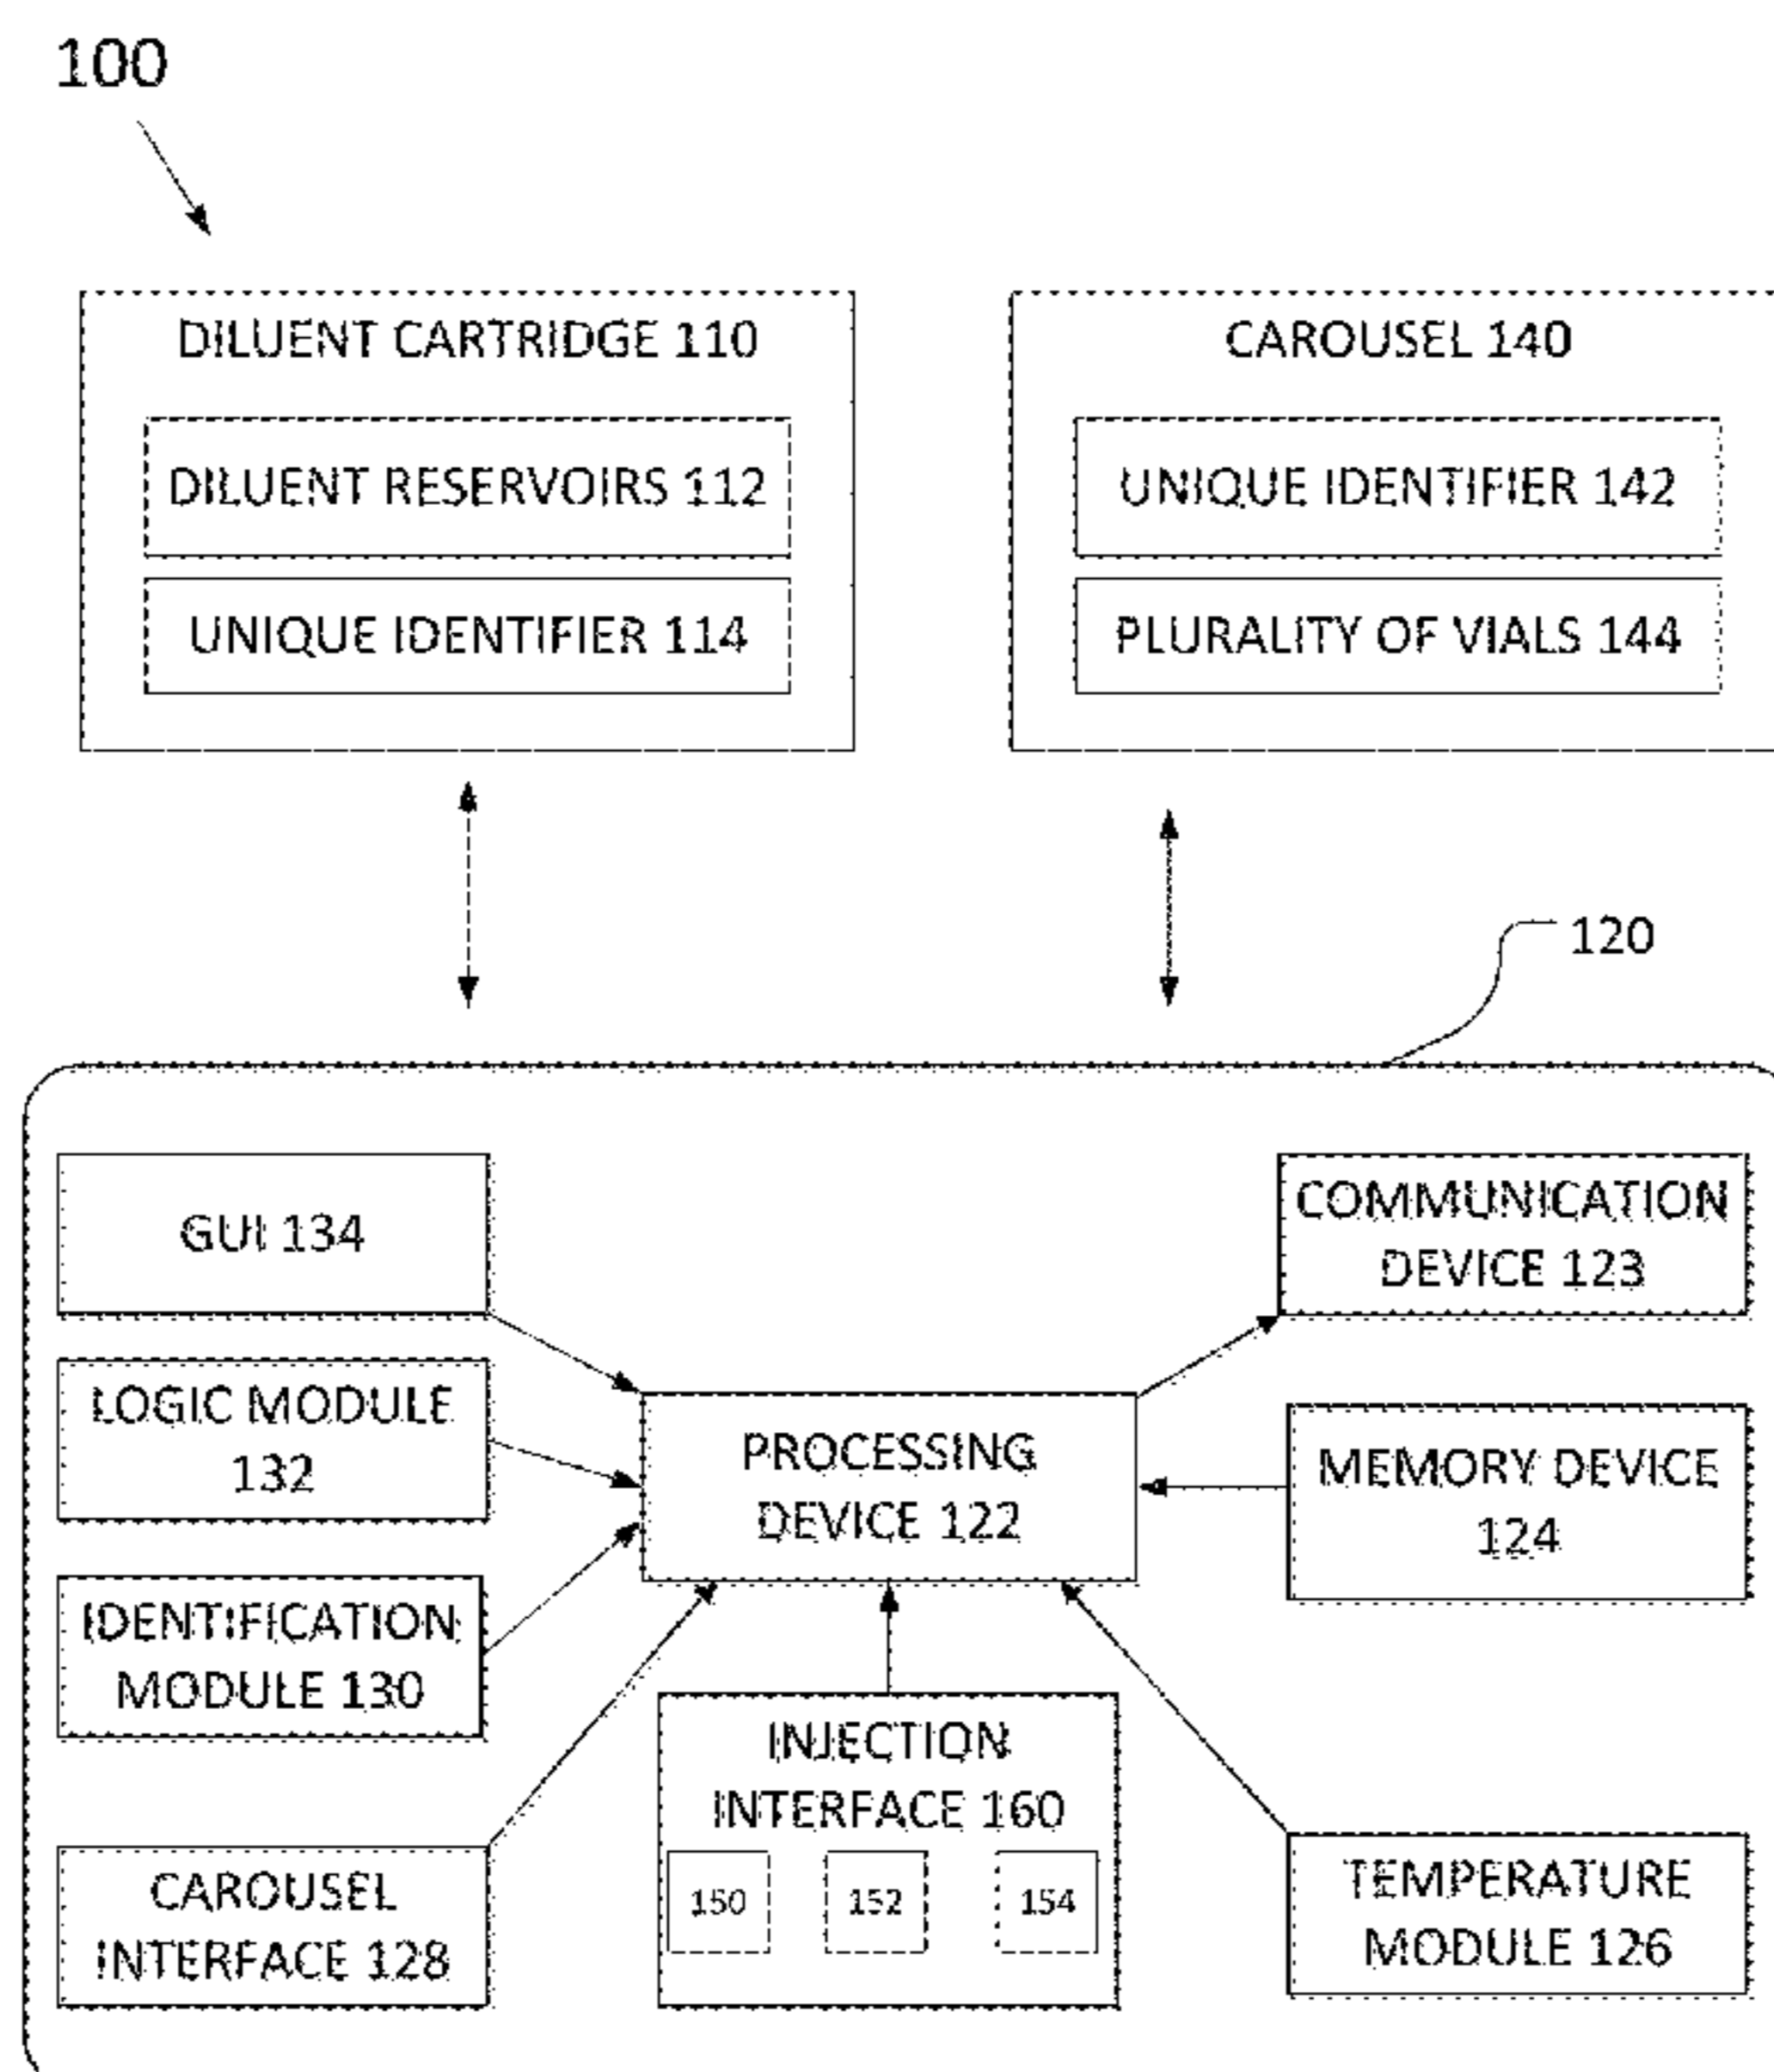 100
DILUENT CARTRIDGE 110
DILUENT RESERVOIRS 112
UNIQUE IDENTIFIER 114
CAROUSEL 140
UNIQUE IDENTIFIER 142
PLURALITY OF VIALS 144
120
GUI 134
LOGIC MODULE
132
IDENTIFICATION
MODULE 130
CAROUSEL
INTERFACE 128
PROCESSING
DEVICE 122
INJECTION
INTERFACE 160
150 152 154
COMMUNICATION
DEVICE 123
MEMORY DEVICE
124
TEMPERATURE
MODULE 126